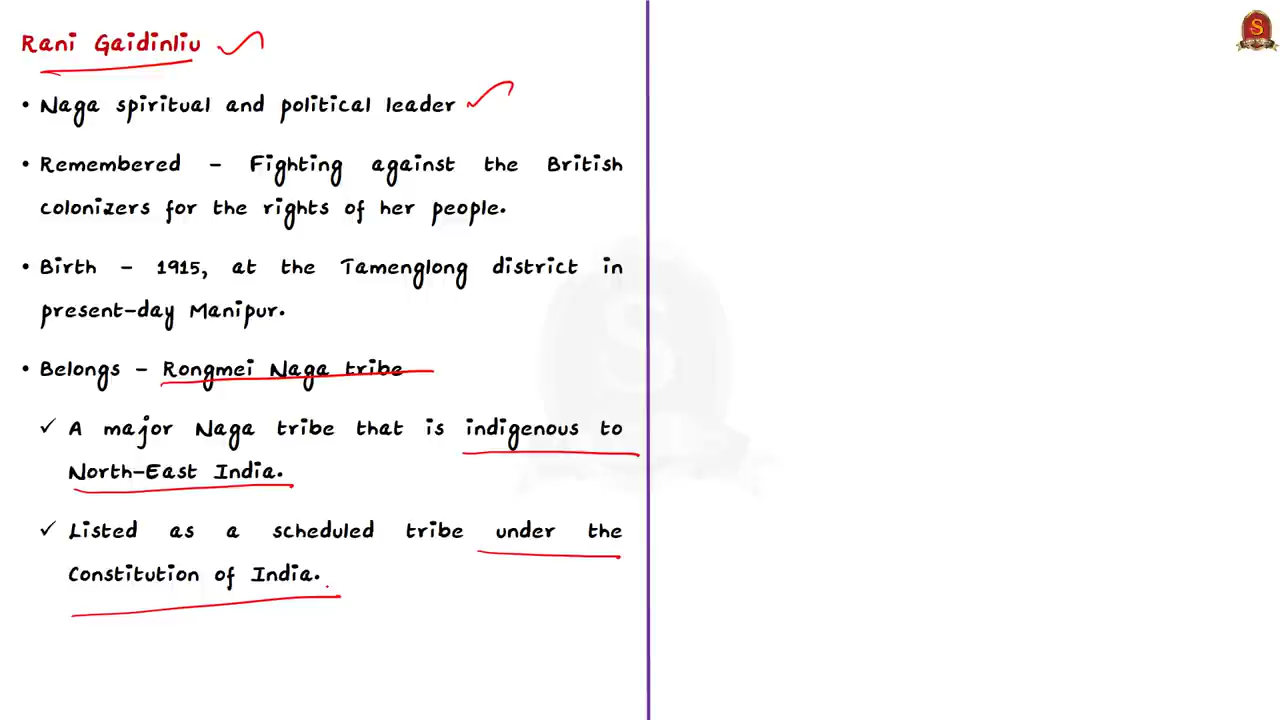 Rani Gaidinliu
• Naga spiritual and political leader
• Remembered - Fighting against the British
colonizers for the rights of her people.
• Birth - 1915, at the Tamenglong district in
present-day Manipur.
• Belongs - Rongmei Naga tribe
✓ A major Naga tribe that is indigenous to
North-East India.
✓ Listed as a scheduled tribe under the
Constitution of India.
S